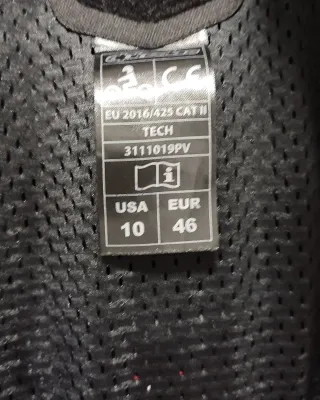 CE
EU 2016/425 CAT II
TECH
3111019PV
i
USA EUR
10 46